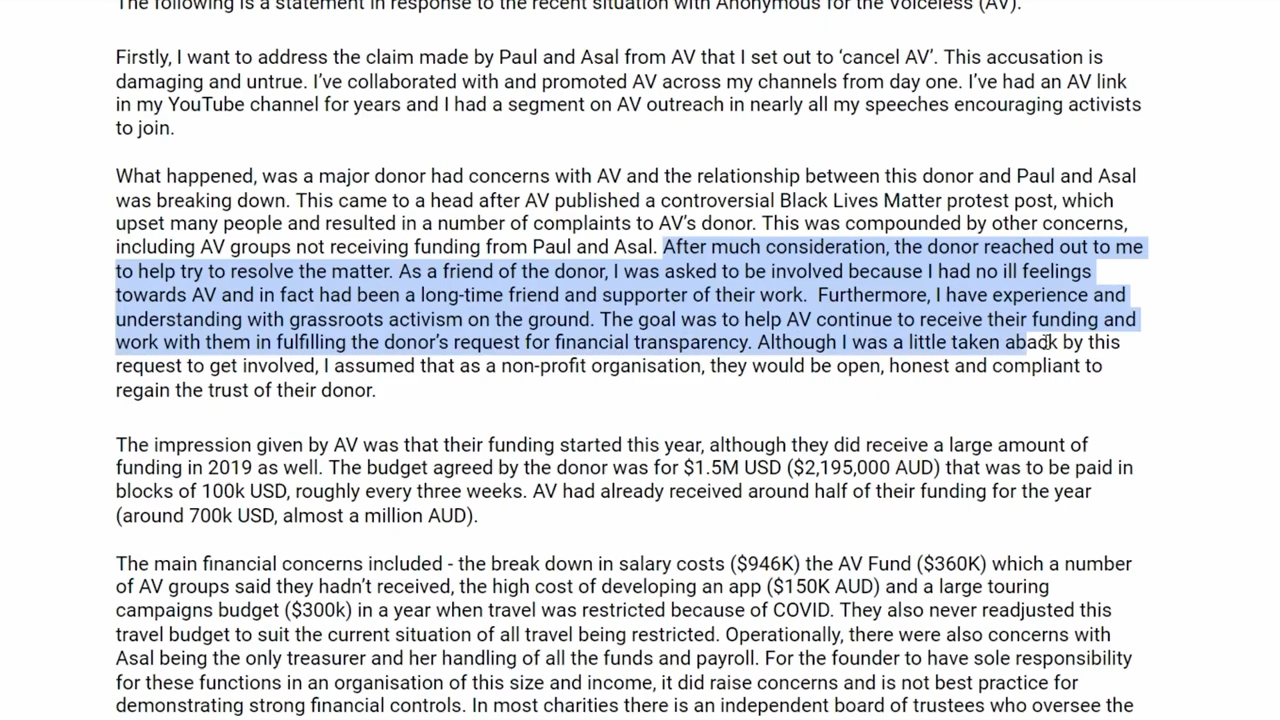 The following is a statement in response to the recent situation with Anonymous for the Voiceless (AV).
Firstly, I want to address the claim made by Paul and Asal from AV that I set out to ‘cancel AV’. This accusation is
damaging and untrue. I’ve collaborated with and promoted AV across my channels from day one. I’ve had an AV link
in my YouTube channel for years and I had a segment on AV outreach in nearly all my speeches encouraging activists
to join.
What happened, was a major donor had concerns with AV and the relationship between this donor and Paul and Asal
was breaking down. This came to a head after AV published a controversial Black Lives Matter protest post, which
upset many people and resulted in a number of complaints to AV’s donor. This was compounded by other concerns,
including AV groups not receiving funding from Paul and Asal. After much consideration, the donor reached out to me
to help try to resolve the matter. As a friend of the donor, I was asked to be involved because I had no ill feelings
towards AV and in fact had been a long-time friend and supporter of their work.  Furthermore, I have experience and
understanding with grassroots activism on the ground. The goal was to help AV continue to receive their funding and
work with them in fulfilling the donor’s request for financial transparency. Although I was a little taken aback by this
request to get involved, I assumed that as a non-profit organisation, they would be open, honest and compliant to
regain the trust of their donor.
The impression given by AV was that their funding started this year, although they did receive a large amount of
funding in 2019 as well. The budget agreed by the donor was for $1.5M USD ($2,195,000 AUD) that was to be paid in
blocks of 100k USD, roughly every three weeks. AV had already received around half of their funding for the year
(around 700k USD, almost a million AUD).
The main financial concerns included - the break down in salary costs ($946K) the AV Fund ($360K) which a number
of AV groups said they hadn’t received, the high cost of developing an app ($150K AUD) and a large touring
campaigns budget ($300k) in a year when travel was restricted because of COVID. They also never readjusted this
travel budget to suit the current situation of all travel being restricted. Operationally, there were also concerns with
Asal being the only treasurer and her handling of all the funds and payroll. For the founder to have sole responsibility
for these functions in an organisation of this size and income, it did raise concerns and is not best practice for
demonstrating strong financial controls. In most charities there is an independent board of trustees who oversee the